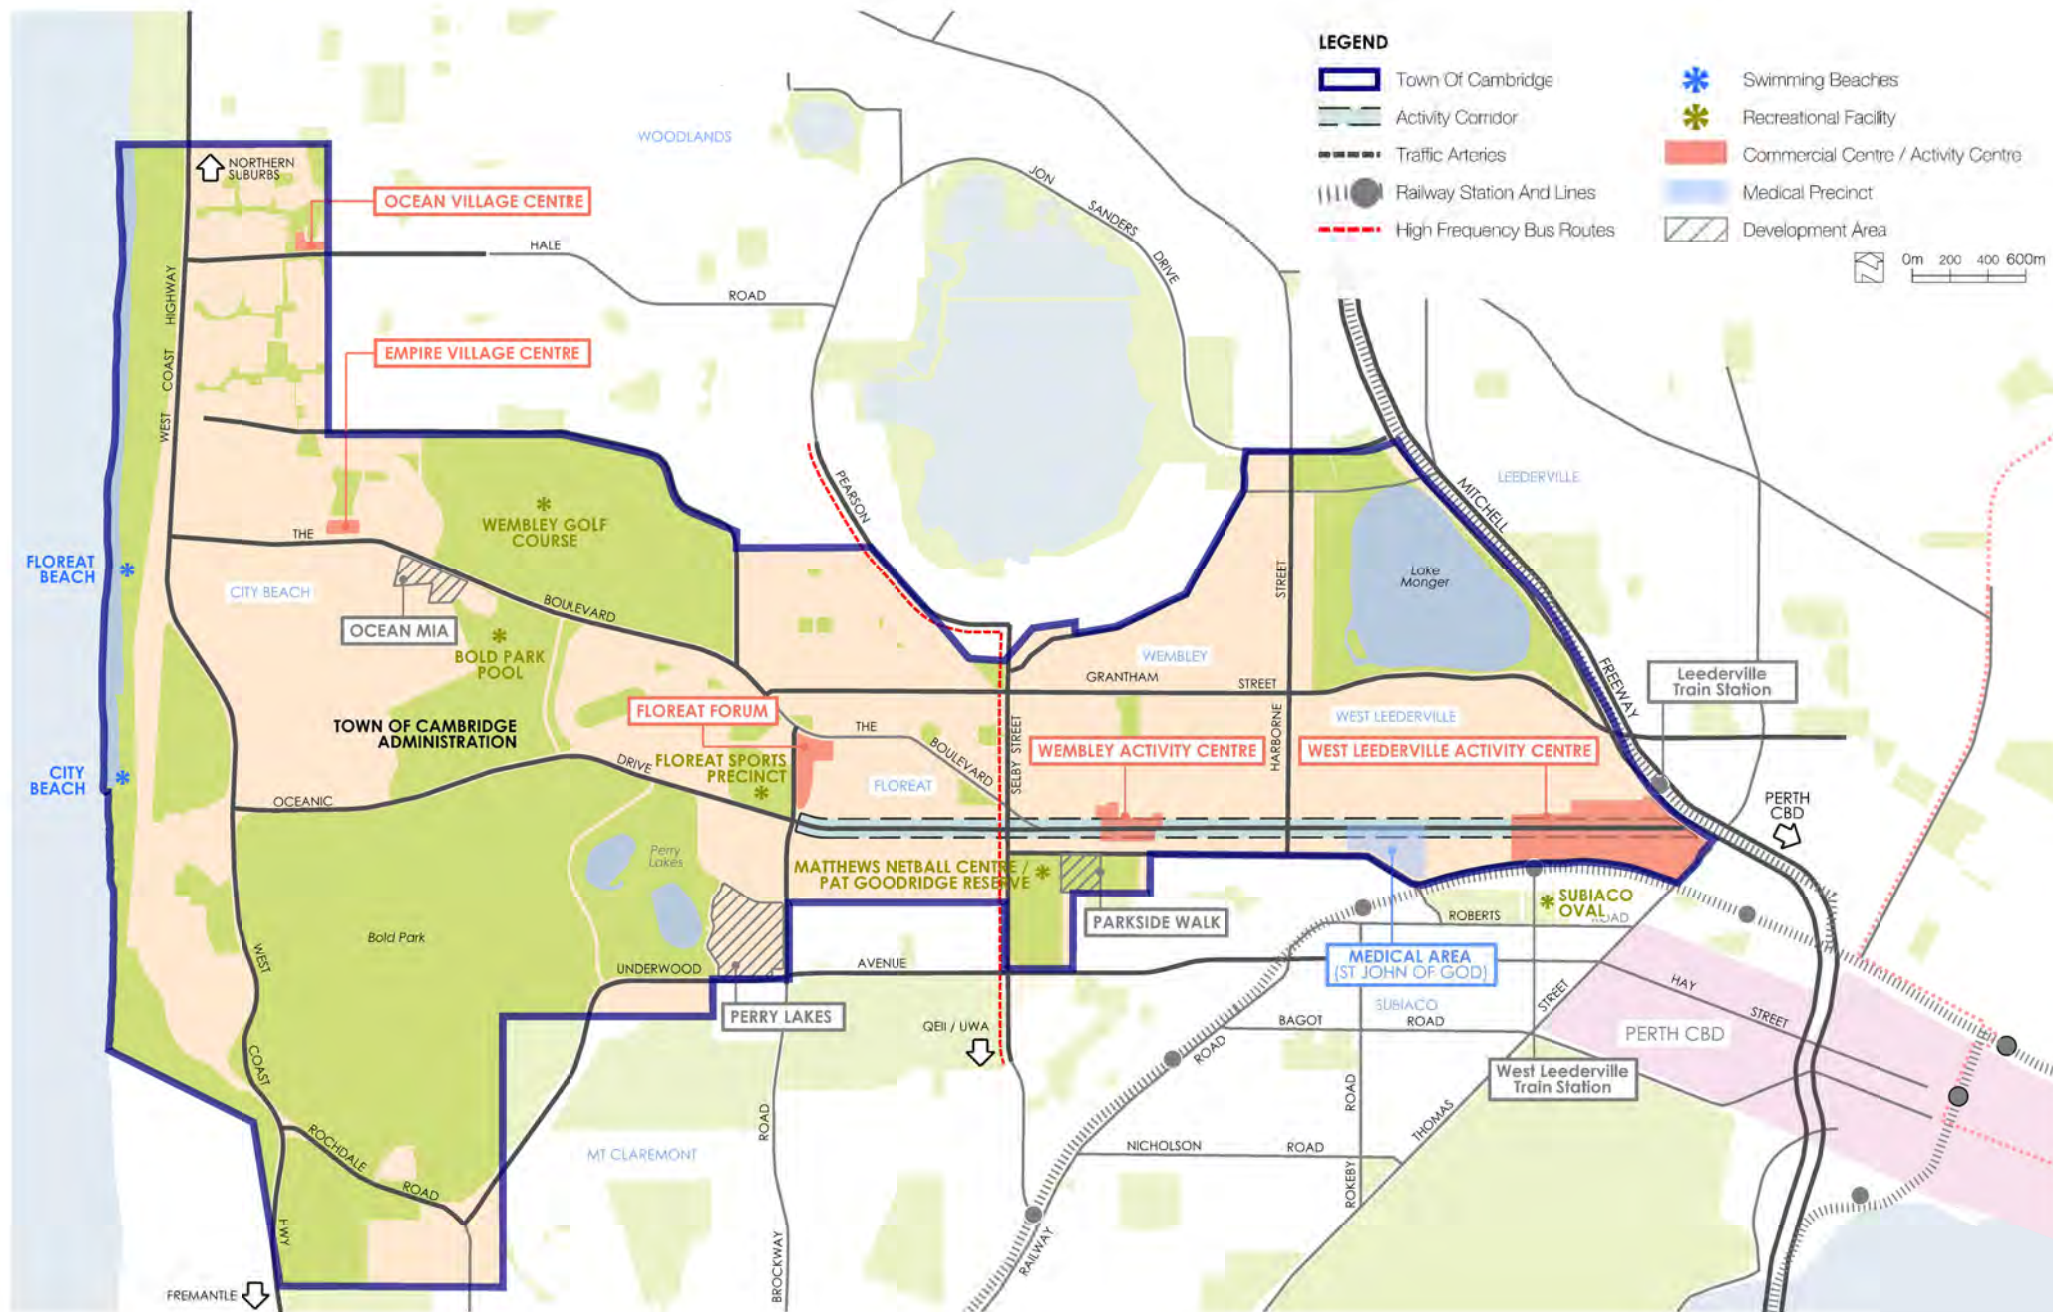 LEGEND
Town Of Cambridge
Activity Corridor
Traffic Arteries
Railway Station And Lines
High Frequency Bus Routes
Swimming Beaches
Recreational Facility
Commercial Centre / Activity Centre
Medical Precinct
Development Area
0m 200 400 600m
NORTHERN
SUBURBS
WOODLANDS
OCEAN VILLAGE CENTRE
HALE
ROAD
JON
SANDERS
DRIVE
WEST COAST HIGHWAY
EMPIRE VILLAGE CENTRE
PEARSON
MITCHELL
FREEWAY
LEEDERVILLE
WEMBLEY GOLF
COURSE
THE
BOULEVARD
FLOREAT
BEACH
CITY BEACH
OCEAN MIA
BOLD PARK
POOL
Lake
Monger
STREET
HARBORNE
WEMBLEY
GRANTHAM
STREET
Leederville
Train Station
FLOREAT FORUM
THE
BOULEVARD
SELBY STREET
WEST LEEDERVILLE
TOWN OF CAMBRIDGE
ADMINISTRATION
WEMBLEY ACTIVITY CENTRE
WEST LEEDERVILLE ACTIVITY CENTRE
CITY
BEACH
OCEANIC
DRIVE
FLOREAT SPORTS
PRECINCT
FLOREAT
PERTH
CBD
Perry
Lakes
MATTHEWS NETBALL CENTRE /
PAT GOODRIDGE RESERVE
SUBIACO
OVAL
ROBERTS
ROAD
PARKSIDE WALK
Bold Park
UNDERWOOD
AVENUE
MEDICAL AREA
(ST JOHN OF GOD)
SUBIACO
PERRY LAKES
QEII / UWA
BAGOT
ROAD
HAY
STREET
PERTH CBD
THOMAS
STREET
West Leederville
Train Station
WEST
COAST
HWY
ROCHDALE
ROAD
MT CLAREMONT
BROCKWAY
ROAD
NICHOLSON
ROAD
ROKEBY
ROAD
RAILWAY
ROAD
FREMANTLE